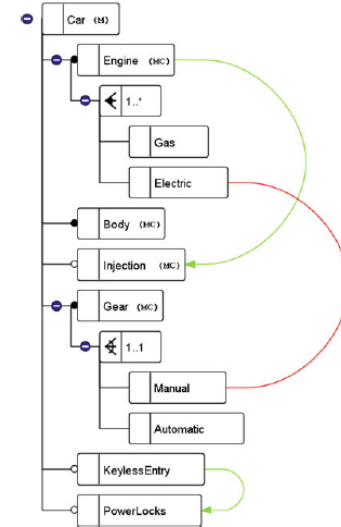 Car (M)
Engine (MC)
1..*
Gas
Electric
Body (MC)
Injection (MC)
Gear (MC)
1..1
Manual
Automatic
KeylessEntry
PowerLocks